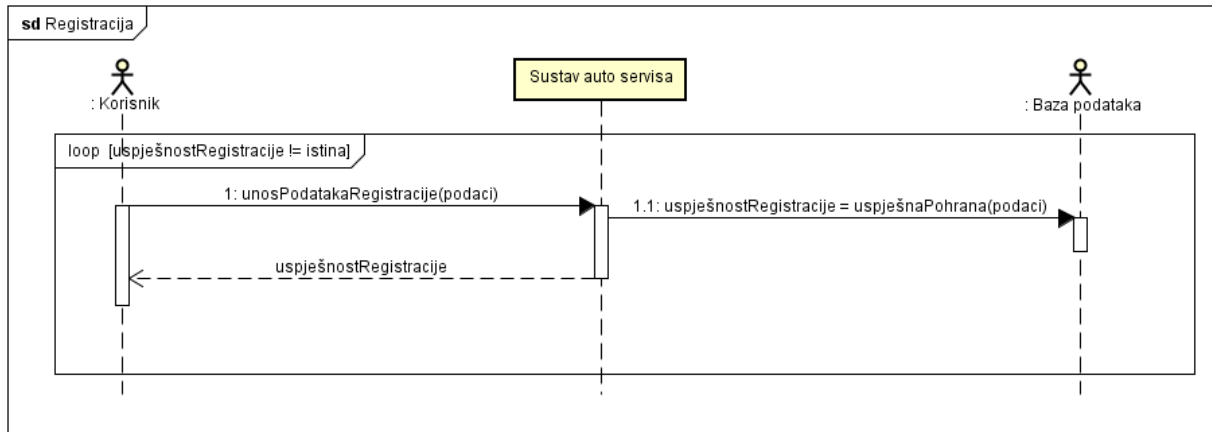 sd Registracija
: Korisnik
Sustav auto servisa
: Baza podataka
loop [uspješnostRegistracije != istina]
1: unosPodatakaRegistracije(podaci)
1.1: uspješnostRegistracije = uspješnaPohrana(podaci)
uspješnostRegistracije